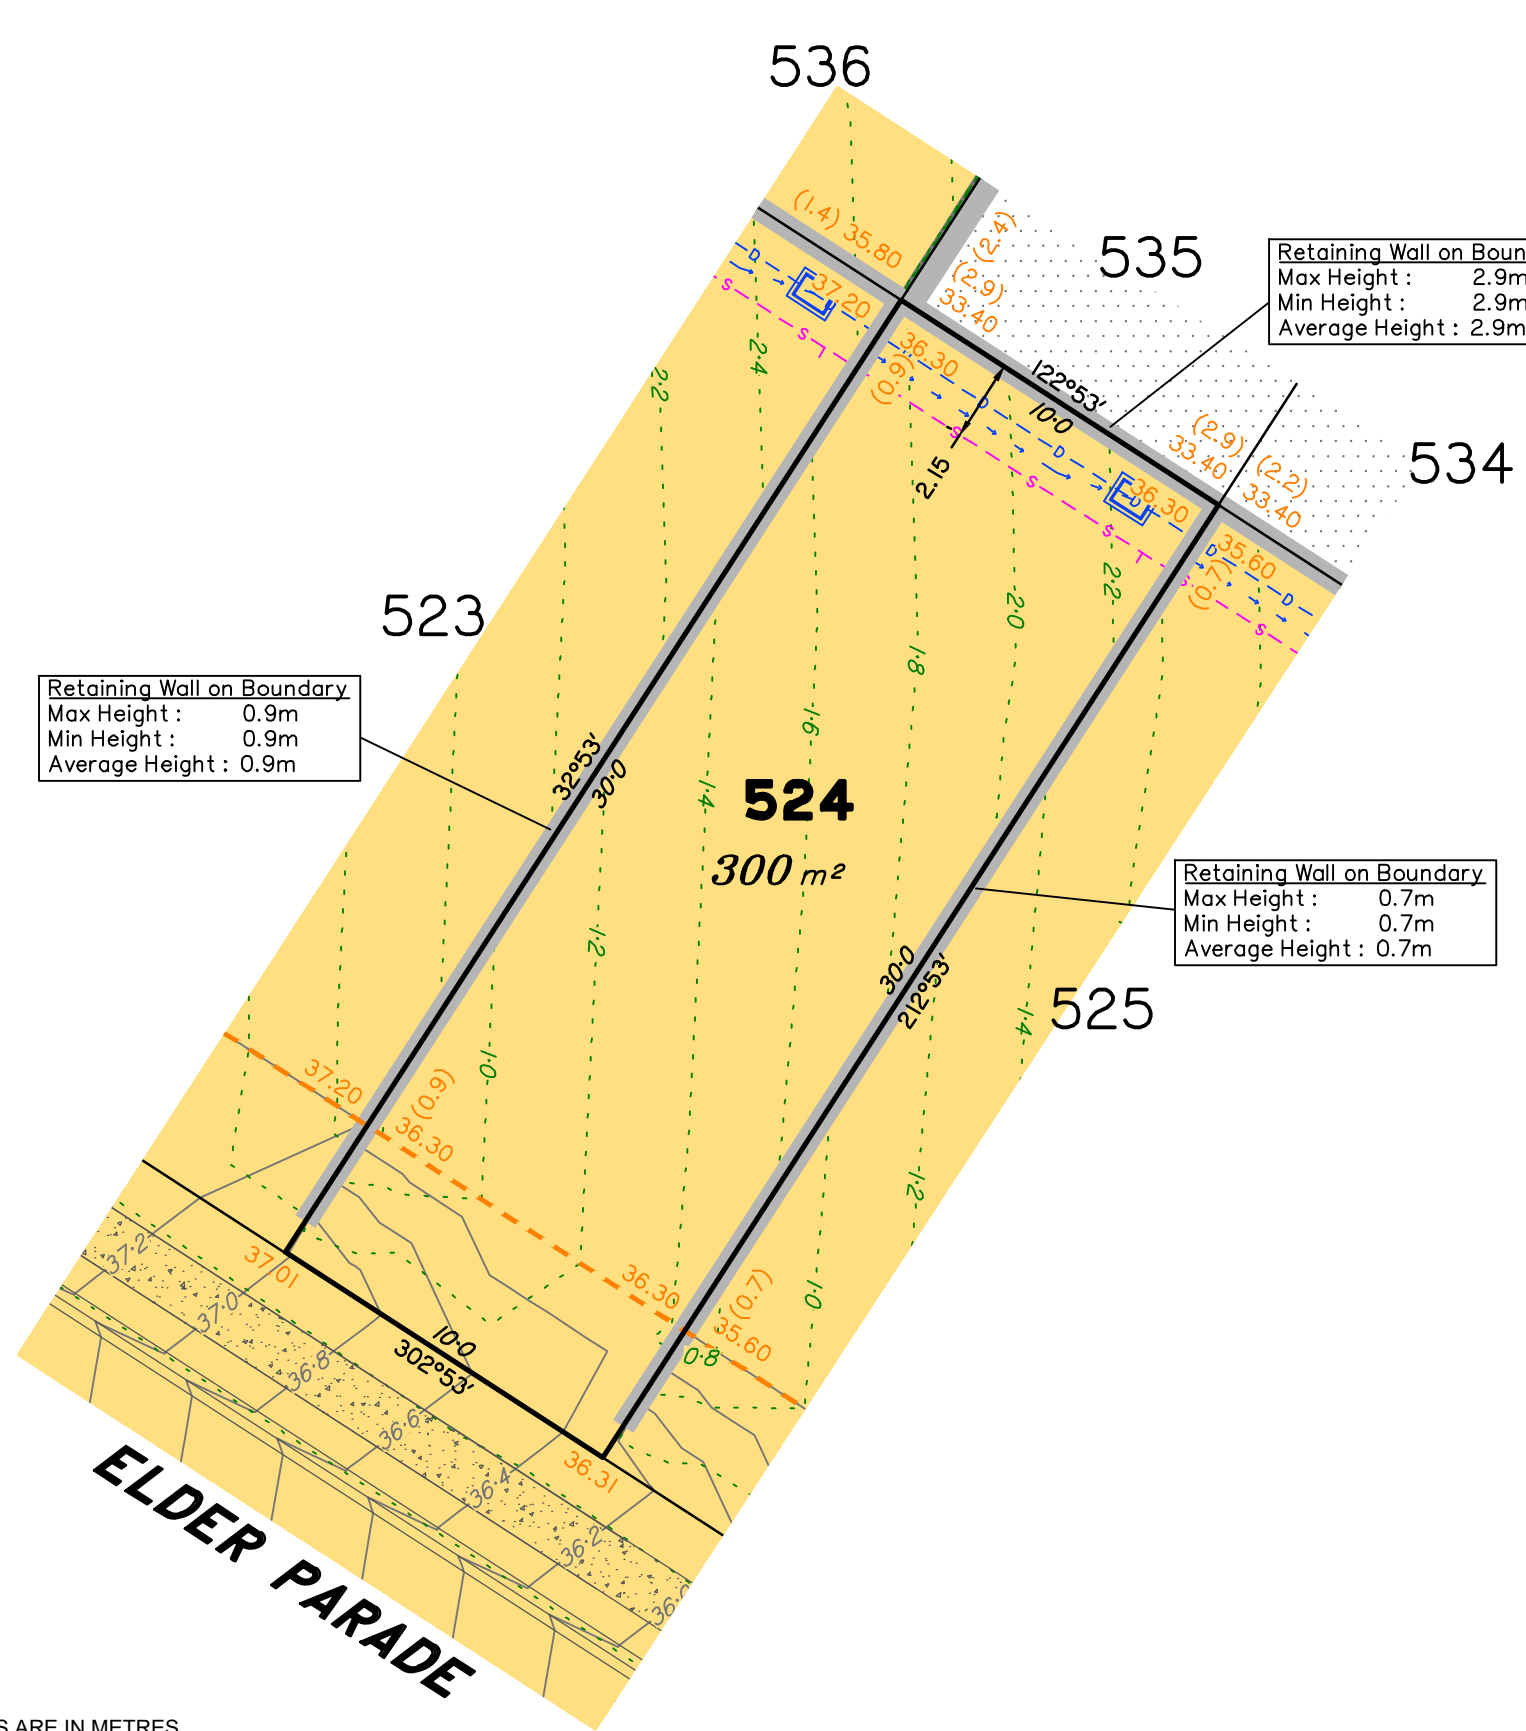 536
(1.4) 35.80
(2.4)
(2.9)
33.40
535
Retaining Wall on Boun
Max Height : 2.9m
Min Height : 2.9m
Average Height : 2.9m
D
37.20
S
L
2·4
2·2
36.30
(0.9)
122°53'
10·0
D
S
2.15
D
S
(2.9)
33.40
(2.2)
33.40
534
36.30
D
S
T
35.60
D
(0.7)
S
D
S
2·2
2·0
1·8
1·6
1·4
523
Retaining Wall on Boundary
Max Height : 0.9m
Min Height : 0.9m
Average Height : 0.9m
32°53'
30·0
524
300 m²
Retaining Wall on Boundary
Max Height : 0.7m
Min Height : 0.7m
Average Height : 0.7m
1·2
30·0
212°53'
525
1·4
1·0
37.20
(0.9)
36.30
1·2
37.01
36.30
(0.7)
35.60
1·0
0·8
37·2
37·0
36·8
36·6
36·4
36·2
10·0
302°53'
36.31
ELDER PARADE
S ARE IN METRES